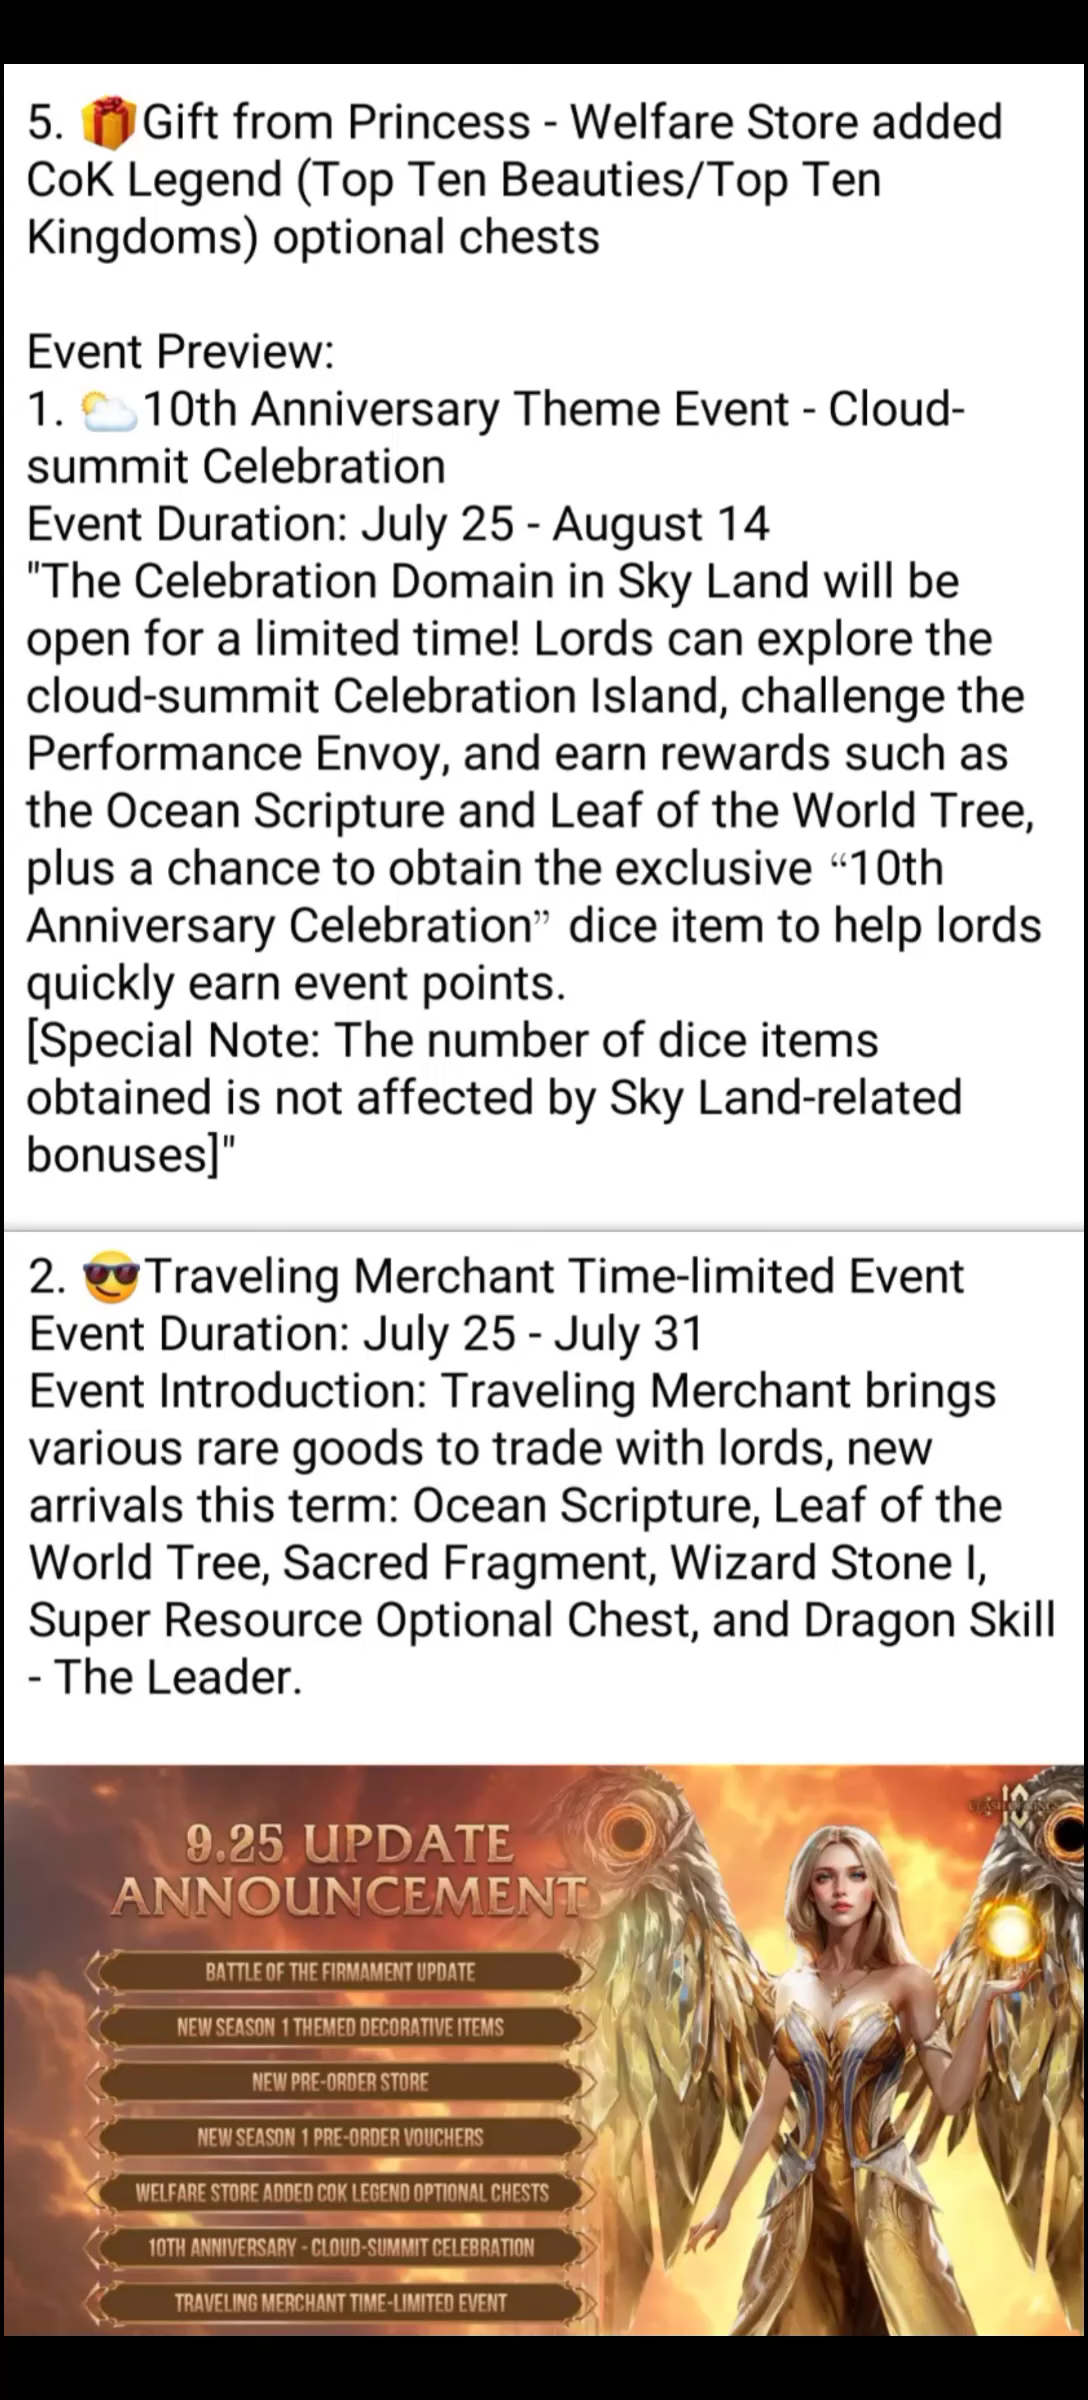 5. 🎁Gift from Princess - Welfare Store added
CoK Legend (Top Ten Beauties/Top Ten
Kingdoms) optional chests
Event Preview:
1. 🌥️10th Anniversary Theme Event - Cloud-
summit Celebration
Event Duration: July 25 - August 14
"The Celebration Domain in Sky Land will be
open for a limited time! Lords can explore the
cloud-summit Celebration Island, challenge the
Performance Envoy, and earn rewards such as
the Ocean Scripture and Leaf of the World Tree,
plus a chance to obtain the exclusive “10th
Anniversary Celebration” dice item to help lords
quickly earn event points.
[Special Note: The number of dice items
obtained is not affected by Sky Land-related
bonuses]"
2. 😎Traveling Merchant Time-limited Event
Event Duration: July 25 - July 31
Event Introduction: Traveling Merchant brings
various rare goods to trade with lords, new
arrivals this term: Ocean Scripture, Leaf of the
World Tree, Sacred Fragment, Wizard Stone I,
Super Resource Optional Chest, and Dragon Skill
- The Leader.
9.25 UPDATE
ANNOUNCEMENT
BATTLE OF THE FIRMAMENT UPDATE
NEW SEASON 1 THEMED DECORATIVE ITEMS
NEW PRE-ORDER STORE
NEW SEASON 1 PRE-ORDER VOUCHERS
WELFARE STORE ADDED COK LEGEND OPTIONAL CHESTS
10TH ANNIVERSARY - CLOUD-SUMMIT CELEBRATION
TRAVELING MERCHANT TIME-LIMITED EVENT